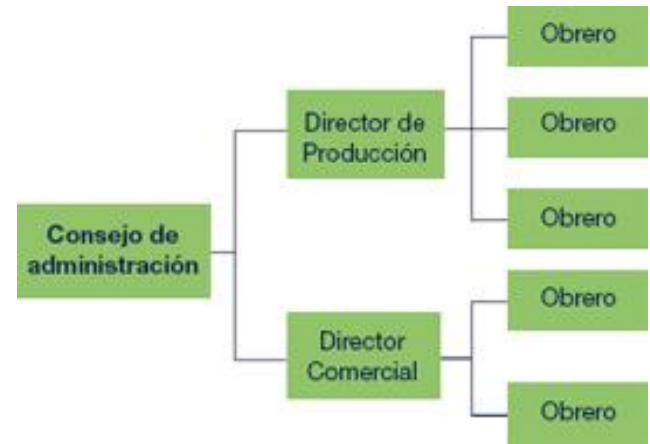 Consejo de
administración
Director de
Producción
Obrero
Obrero
Obrero
Director
Comercial
Obrero
Obrero